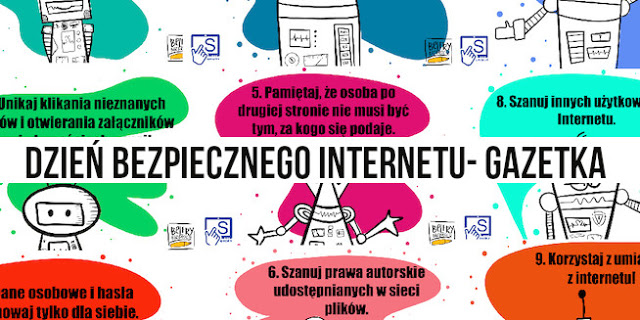 Unikaj klikania nieznanych
ów i otwierania załączników
5. Pamiętaj, że osoba po
drugiej stronie nie musi być
tym, za kogo się podaje.
8. Szanuj innych użytkow
Internetu.
DZIEŃ BEZPIECZNEGO INTERNETU- GAZETKA
ane osobowe i hasła
howaj tylko dla siebie.
6. Szanuj prawa autorskie
udostępnianych w sieci
plików.
9. Korzystaj z umia
z internetu